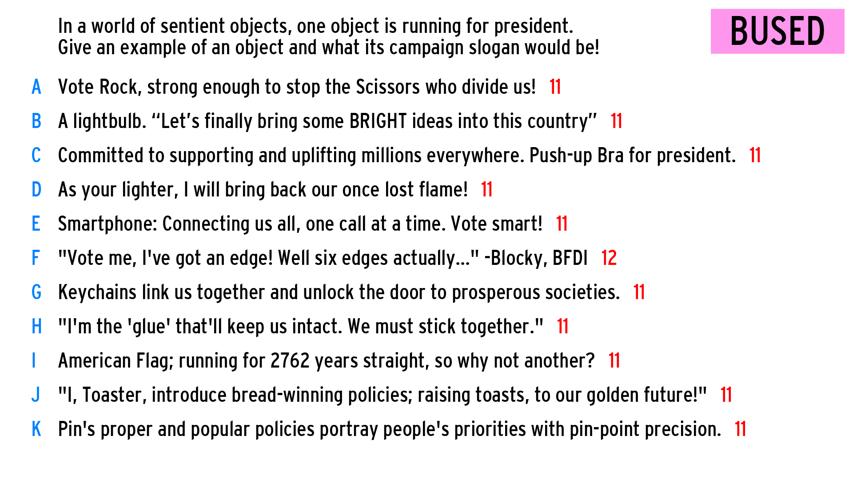 In a world of sentient objects, one object is running for president.
Give an example of an object and what its campaign slogan would be!
BUSED
A Vote Rock, strong enough to stop the Scissors who divide us! 11
B A lightbulb. “Let’s finally bring some BRIGHT ideas into this country” 11
C Committed to supporting and uplifting millions everywhere. Push-up Bra for president. 11
D As your lighter, I will bring back our once lost flame! 11
E Smartphone: Connecting us all, one call at a time. Vote smart! 11
F "Vote me, I've got an edge! Well six edges actually..." -Blocky, BFDI 12
G Keychains link us together and unlock the door to prosperous societies. 11
H "I'm the 'glue' that'll keep us intact. We must stick together." 11
I American Flag; running for 2762 years straight, so why not another? 11
J "I, Toaster, introduce bread-winning policies; raising toasts, to our golden future!" 11
K Pin's proper and popular policies portray people's priorities with pin-point precision. 11